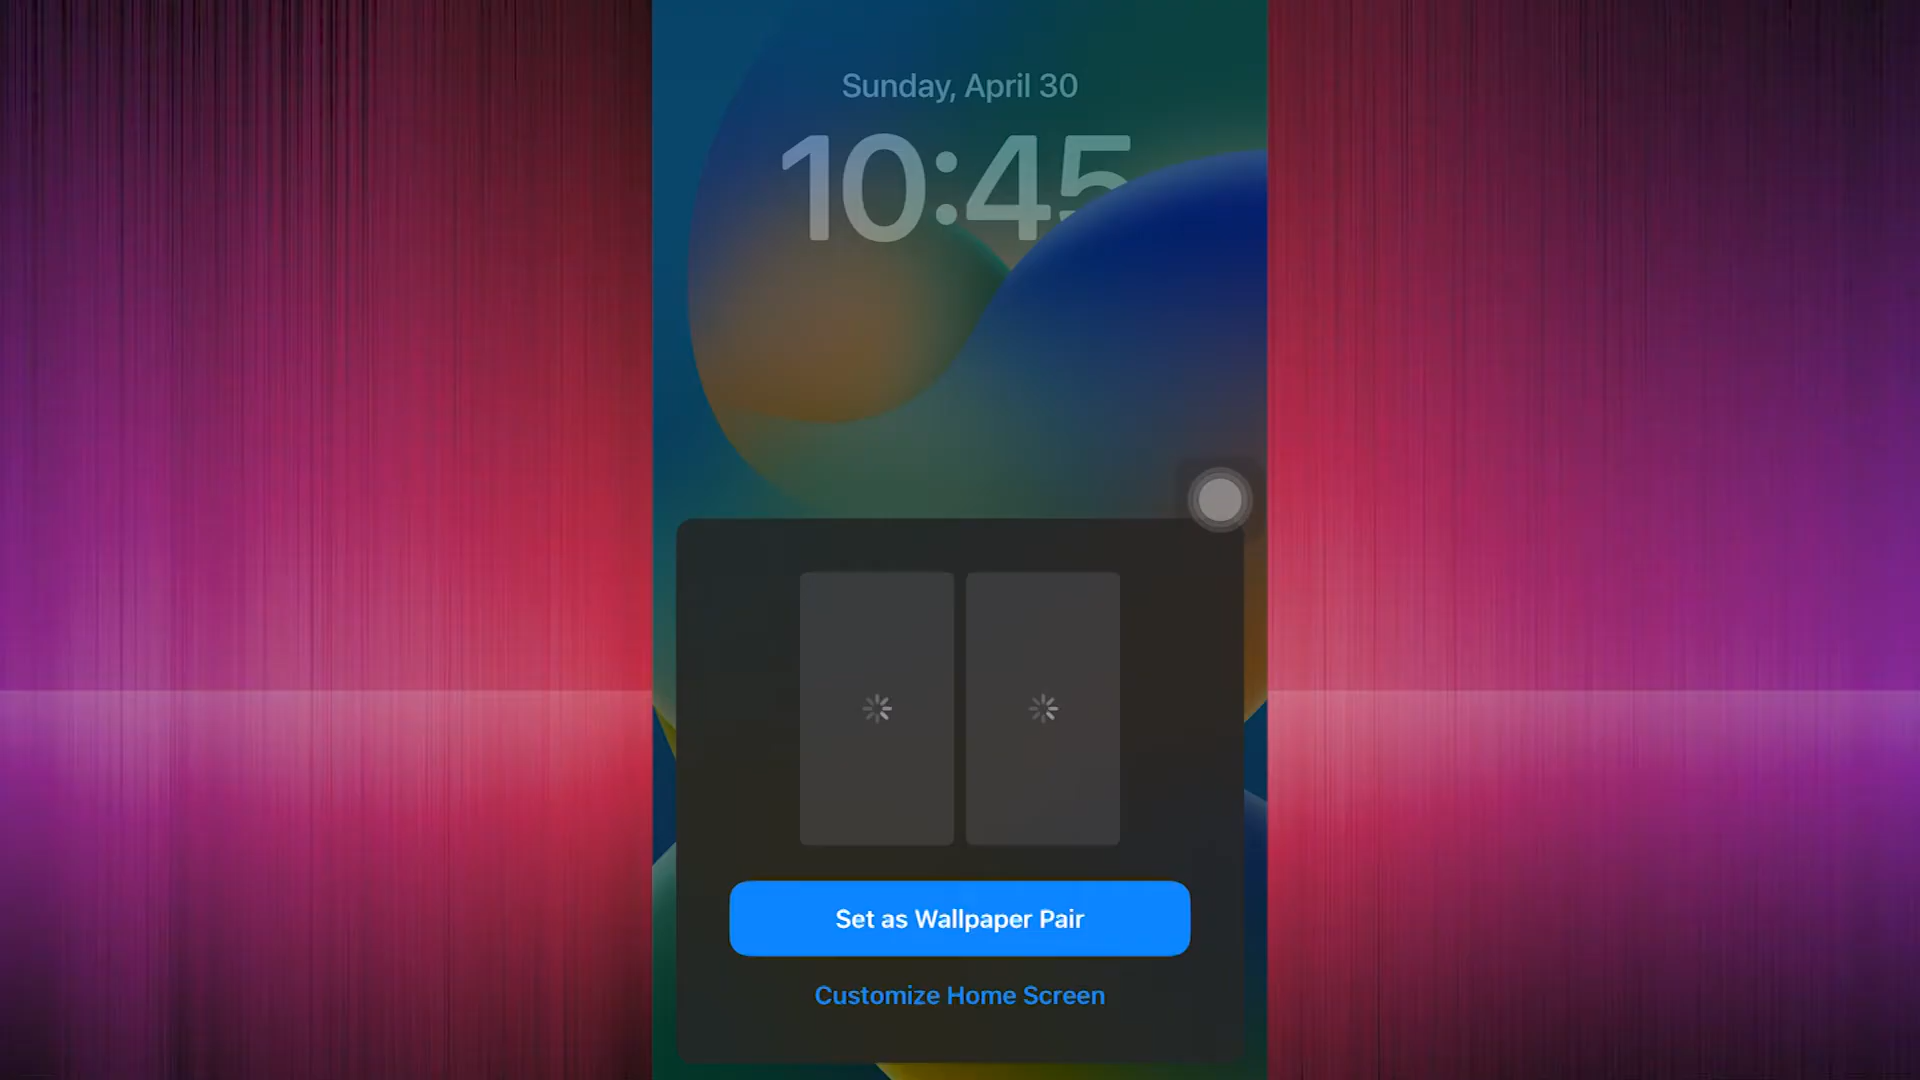 Sunday, April 30
10:45
Set as Wallpaper Pair
Customize Home Screen